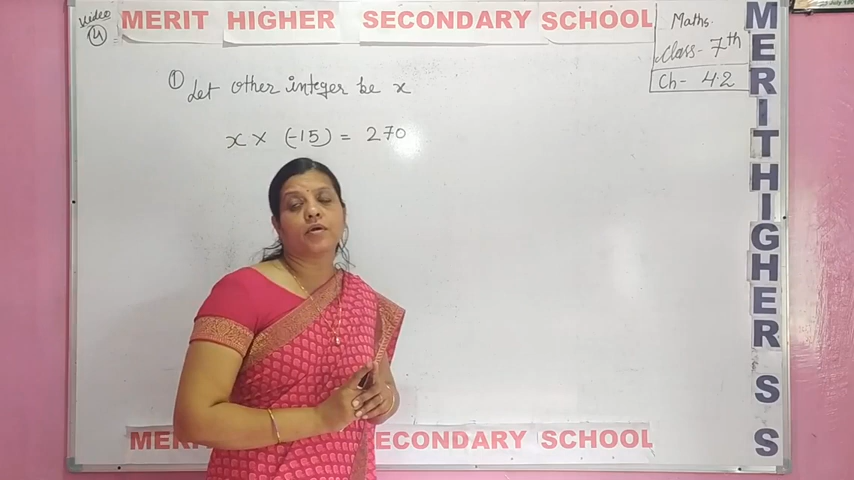 video
4
MERIT HIGHER SECONDARY SCHOOL
Maths.
Class- 7th
Ch- 4.2
① Let other integer be x
x × (-15) = 270
MERIT HIGHER S S
SECONDARY SCHOOL